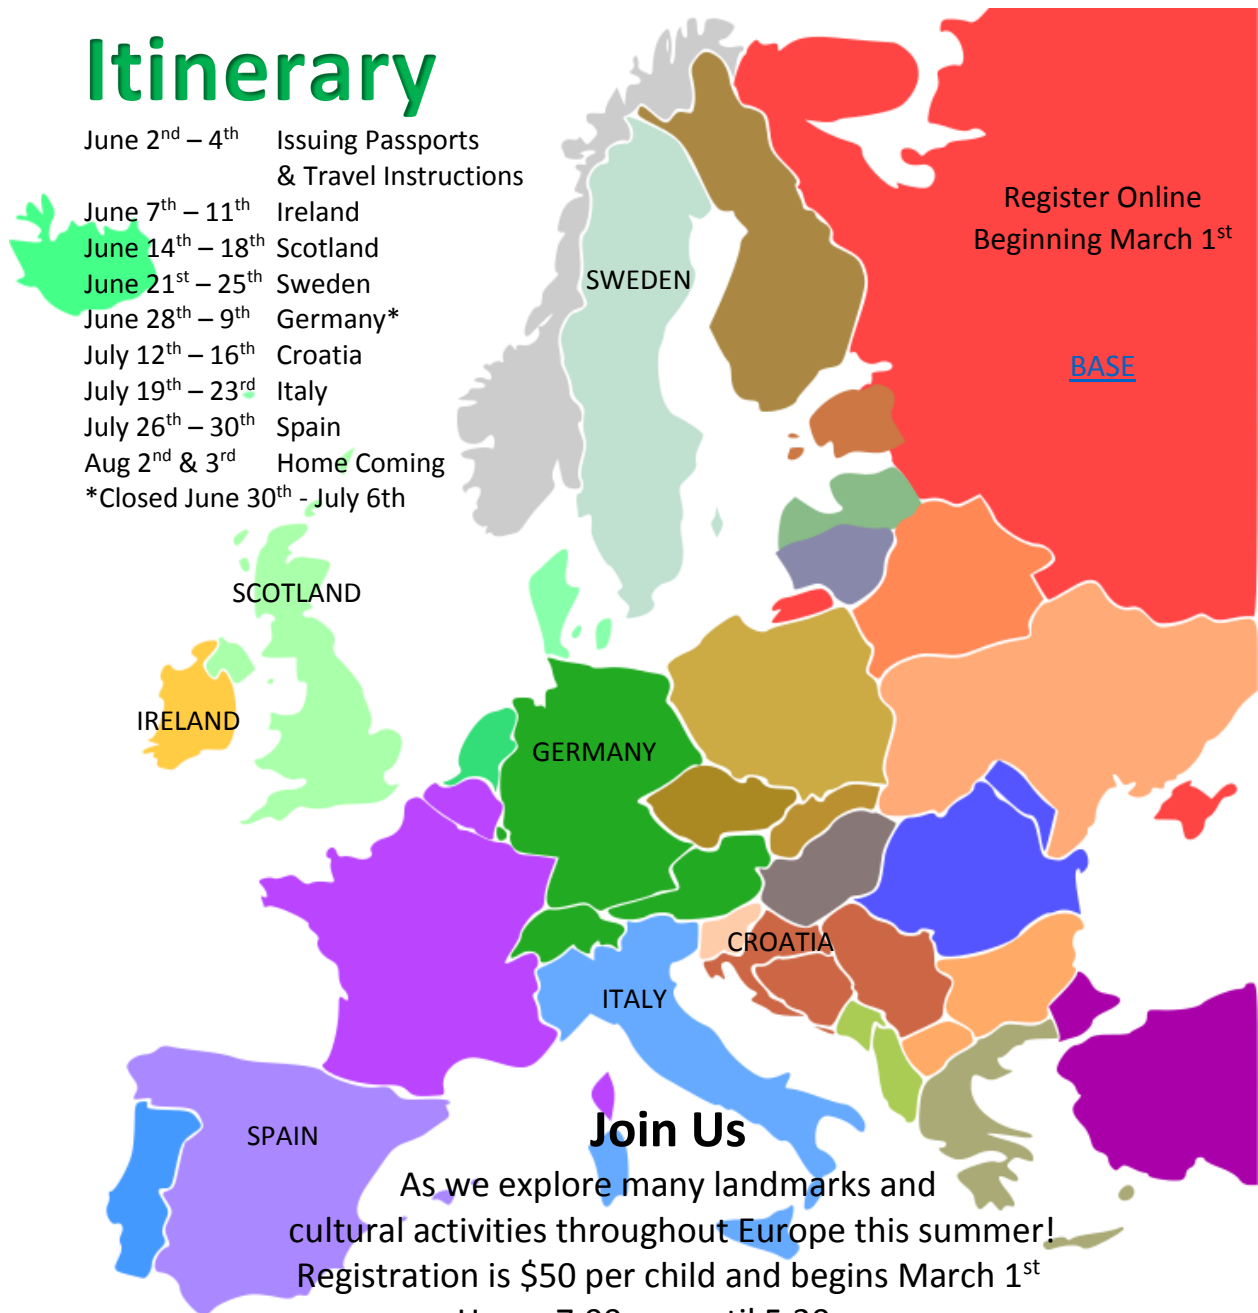 Itinerary
June 2nd – 4th Issuing Passports
& Travel Instructions
June 7th – 11th Ireland
June 14th – 18th Scotland
June 21st – 25th Sweden
June 28th – 9th Germany*
July 12th – 16th Croatia
July 19th – 23rd Italy
July 26th – 30th Spain
Aug 2nd & 3rd Home Coming
*Closed June 30th - July 6th
Register Online
Beginning March 1st
BASE
SWEDEN
SCOTLAND
IRELAND
GERMANY
CROATIA
ITALY
SPAIN
Join Us
As we explore many landmarks and
cultural activities throughout Europe this summer!
Registration is $50 per child and begins March 1st